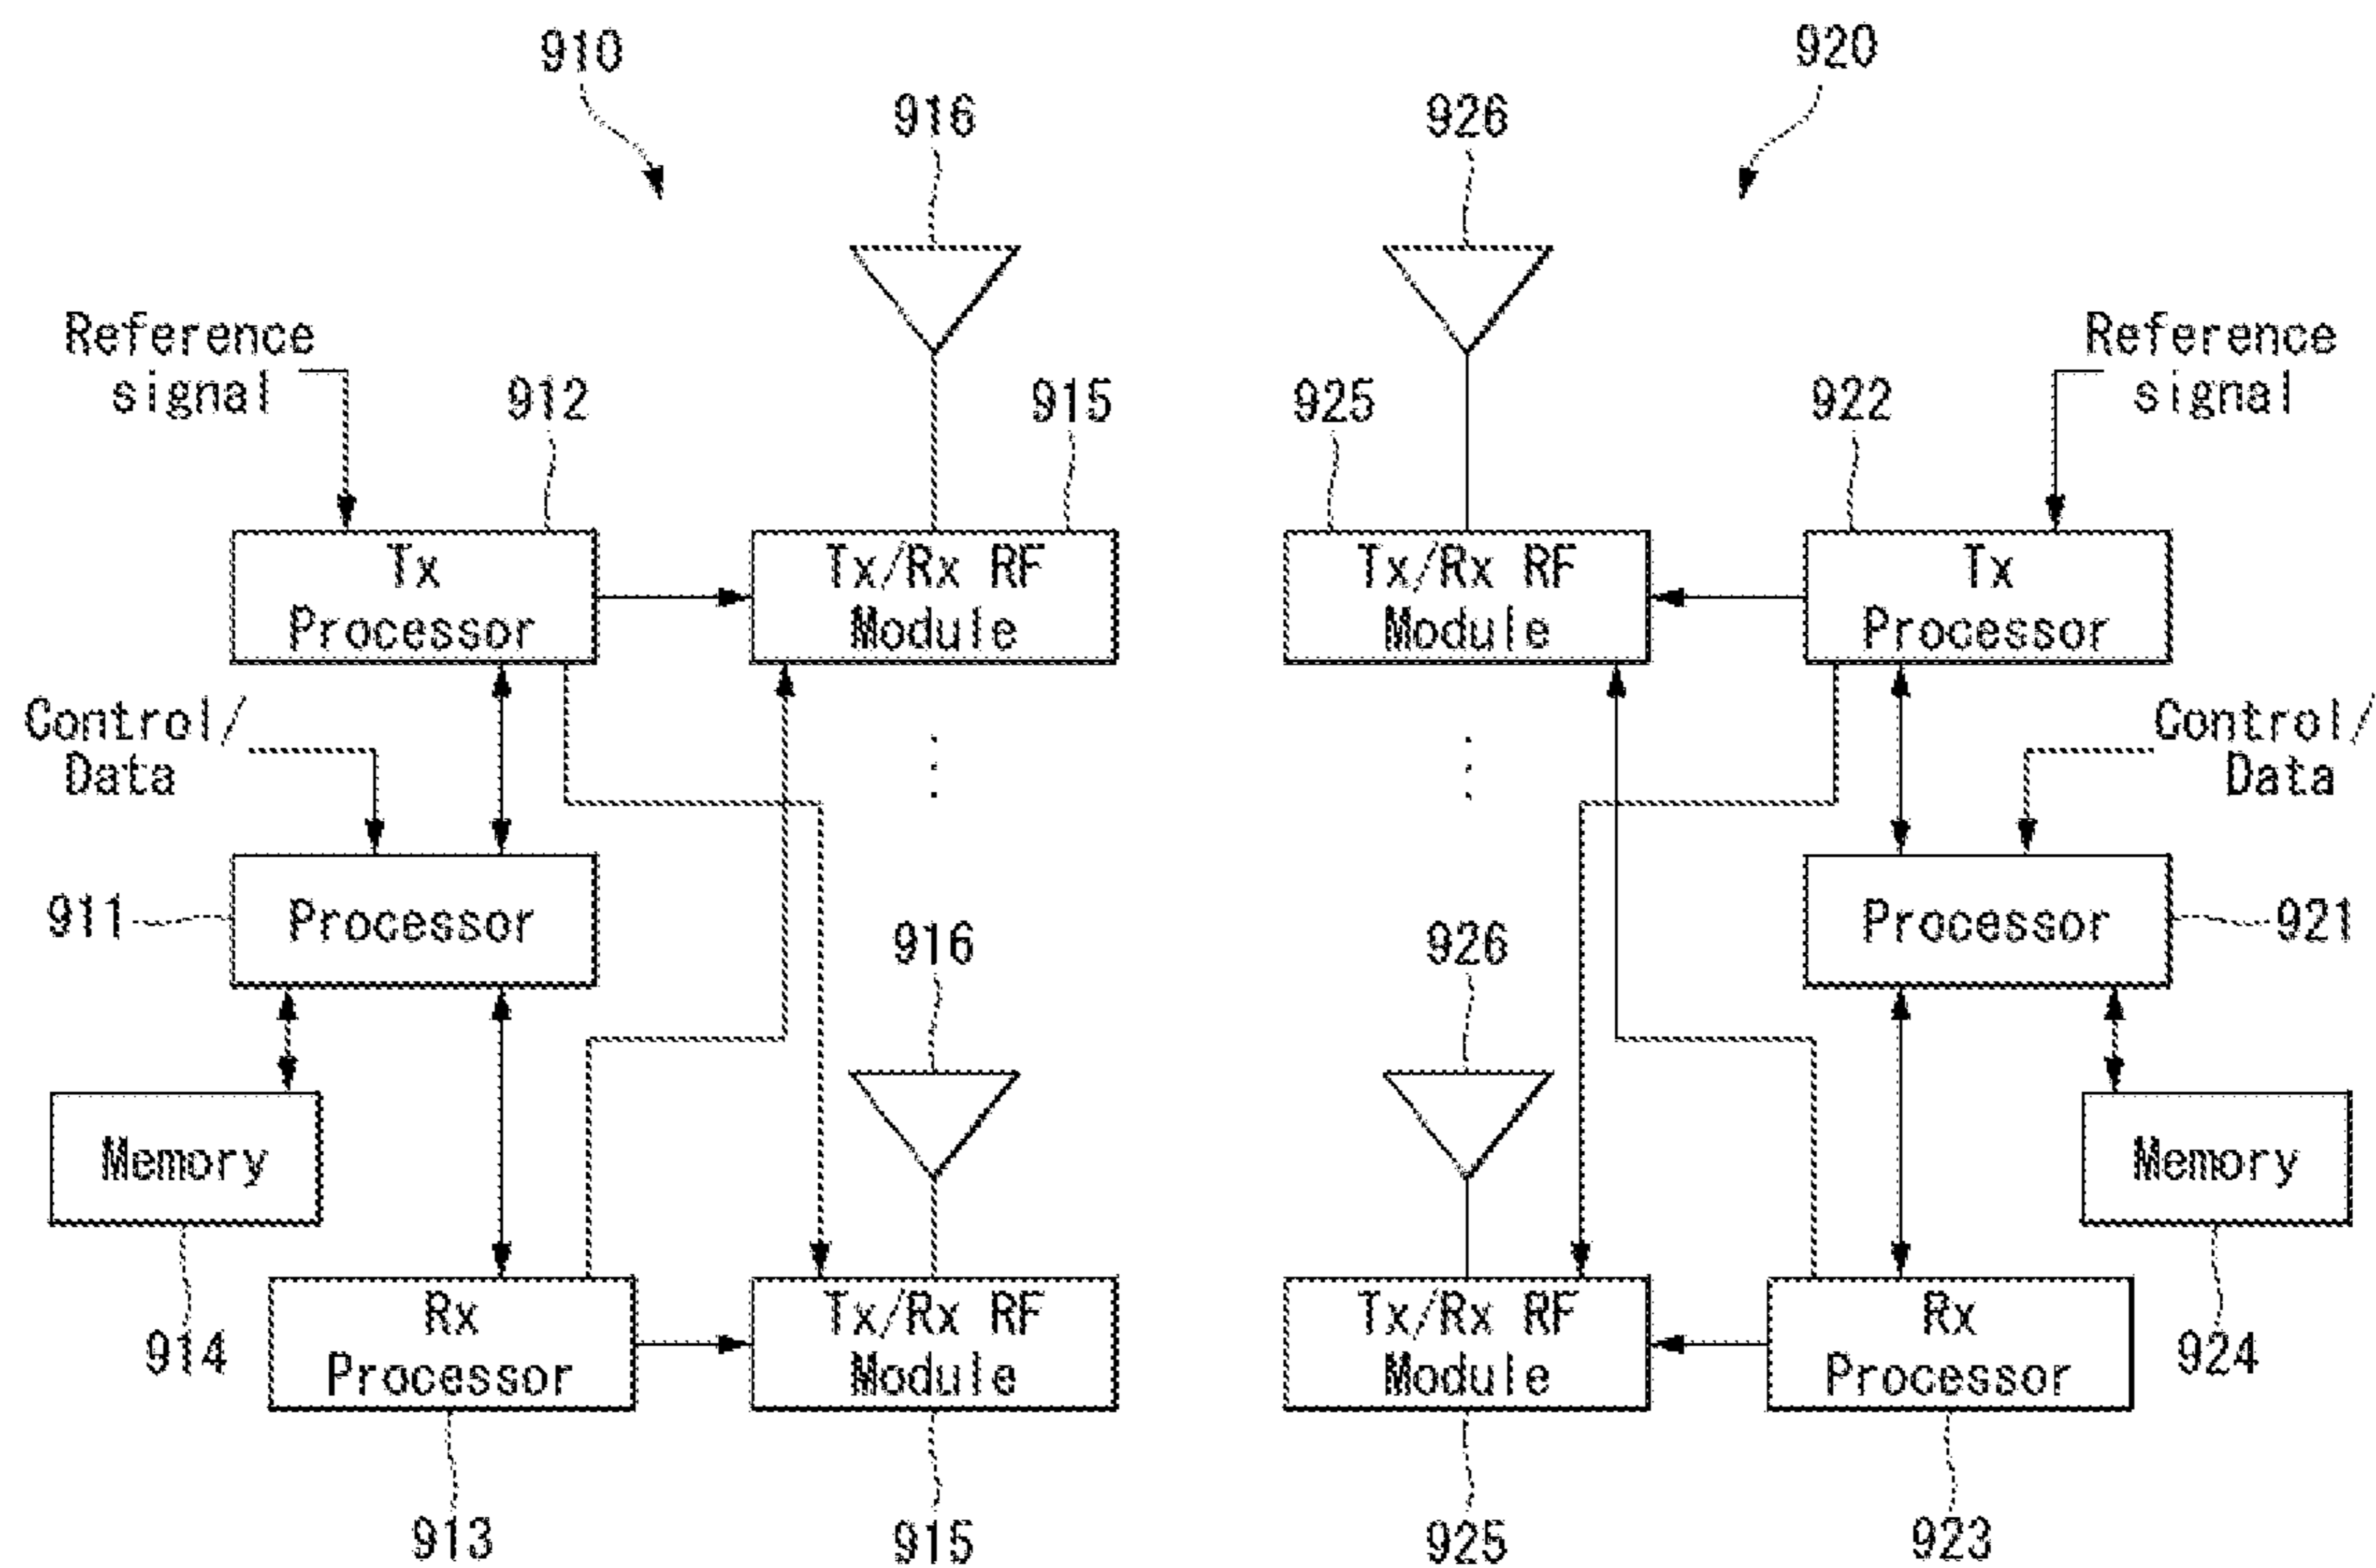 910
920
916
926
Reference
signal
912
915
925
922
Reference
signal
Tx
Processor
Tx/Rx RF
Module
Tx/Rx RF
Module
Tx
Processor
Control/
Data
Control/
Data
911
Processor
916
926
Processor
921
Memory
Memory
914
Rx
Processor
Tx/Rx RF
Module
Tx/Rx RF
Module
Rx
Processor
924
913
915
925
923